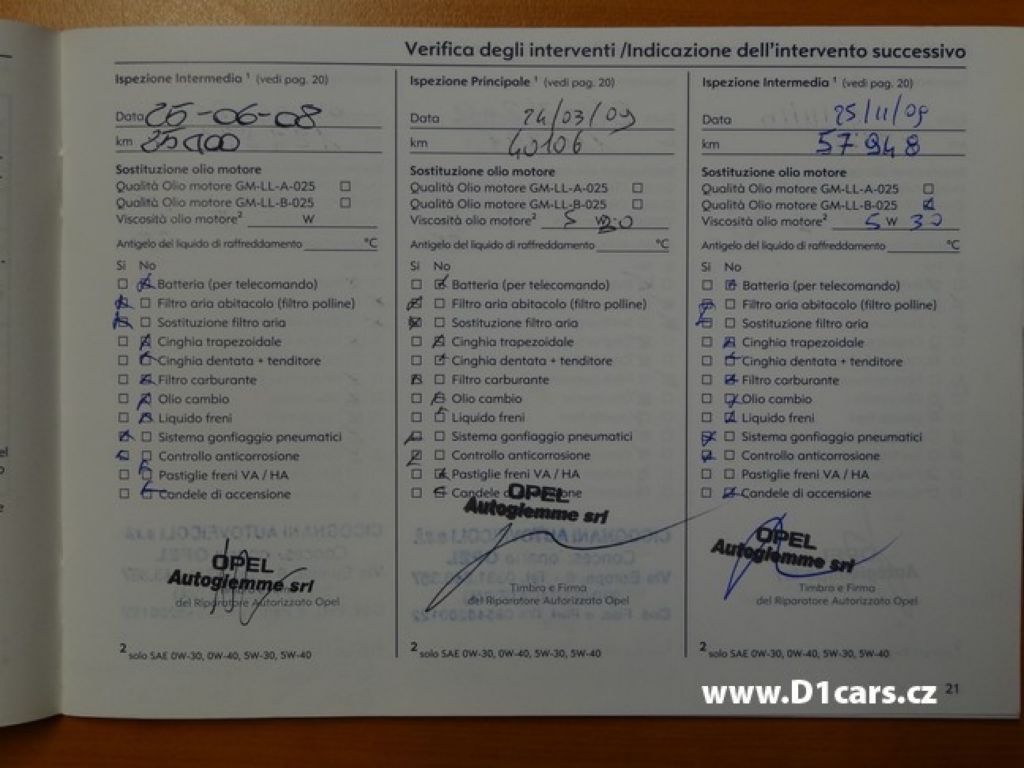 Verifica degli interventi /Indicazione dell'intervento successivo
Ispezione Intermedia ¹ (vedi pag. 20)
Data 25-06-08
km
Sostituzione olio motore
Qualità Olio motore GM-LL-A-025
Qualità Olio motore GM-LL-B-025
Viscosità olio motore² W
Antigelo del liquido di raffreddamento °C
Si No
Batteria (per telecomando)
Filtro aria abitacolo (filtro polline)
Sostituzione filtro aria
Cinghia trapezoidale
Cinghia dentata + tenditore
Filtro carburante
Olio cambio
Liquido freni
Sistema gonfiaggio pneumatici
Controllo anticorrosione
Pastiglie freni VA / HA
Candele di accensione
OPEL
Autogiemme srl
del Riparatore Autorizzato Opel
2 solo SAE 0W-30, 0W-40, 5W-30, 5W-40
Ispezione Principale ¹ (vedi pag. 20)
Data 24/03/09
km 40106
Sostituzione olio motore
Qualità Olio motore GM-LL-A-025
Qualità Olio motore GM-LL-B-025
Viscosità olio motore² 5 W 30
Antigelo del liquido di raffreddamento °C
Si No
Batteria (per telecomando)
Filtro aria abitacolo (filtro polline)
Sostituzione filtro aria
Cinghia trapezoidale
Cinghia dentata + tenditore
Filtro carburante
Olio cambio
Liquido freni
Sistema gonfiaggio pneumatici
Controllo anticorrosione
Pastiglie freni VA / HA
Candele di accensione
OPEL
Autogiemme srl
Timbro e Firma
del Riparatore Autorizzato Opel
2 solo SAE 0W-30, 0W-40, 5W-30, 5W-40
Ispezione Intermedia ¹ (vedi pag. 20)
Data 25/11/09
km 57948
Sostituzione olio motore
Qualità Olio motore GM-LL-A-025
Qualità Olio motore GM-LL-B-025
Viscosità olio motore² 5 W 30
Antigelo del liquido di raffreddamento °C
Si No
Batteria (per telecomando)
Filtro aria abitacolo (filtro polline)
Sostituzione filtro aria
Cinghia trapezoidale
Cinghia dentata + tenditore
Filtro carburante
Olio cambio
Liquido freni
Sistema gonfiaggio pneumatici
Controllo anticorrosione
Pastiglie freni VA / HA
Candele di accensione
OPEL
Autogiemme srl
Timbro e Firma
del Riparatore Autorizzato Opel
2 solo SAE 0W-30, 0W-40, 5W-30, 5W-40
www.D1cars.cz
21